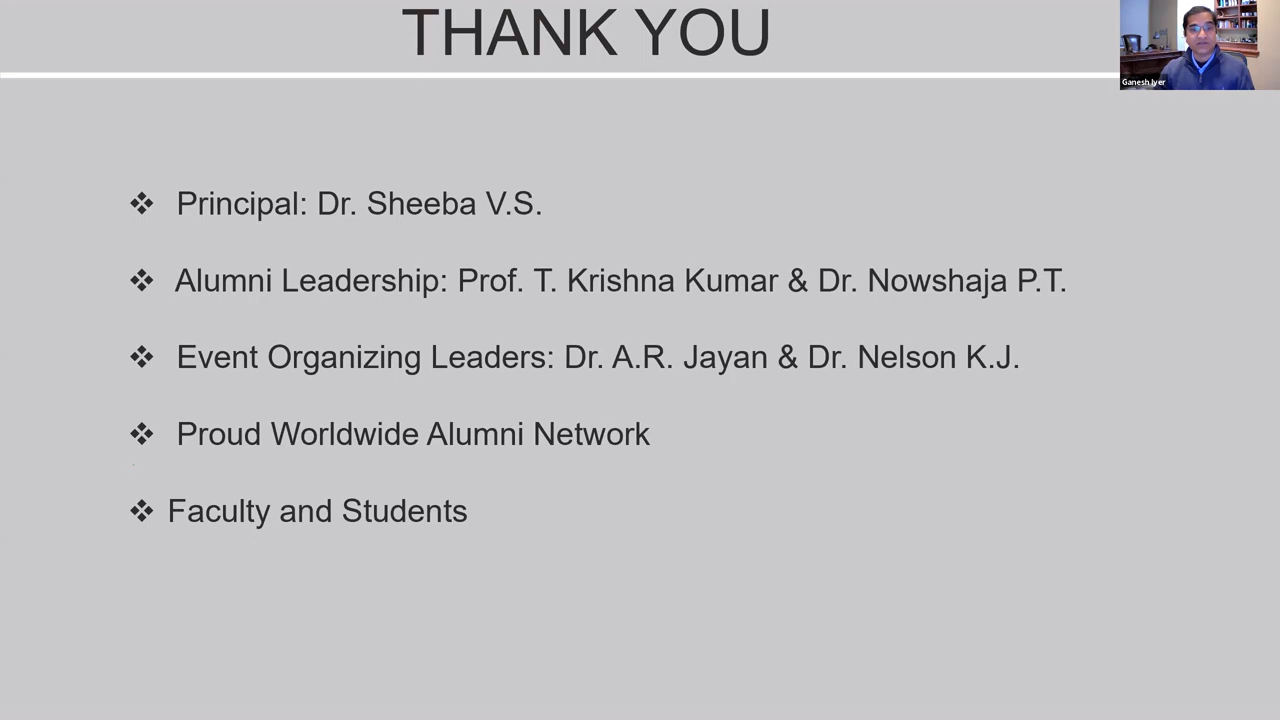 THANK YOU
Ganesh Iyer
❖ Principal: Dr. Sheeba V.S.
❖ Alumni Leadership: Prof. T. Krishna Kumar & Dr. Nowshaja P.T.
❖ Event Organizing Leaders: Dr. A.R. Jayan & Dr. Nelson K.J.
❖ Proud Worldwide Alumni Network
❖ Faculty and Students